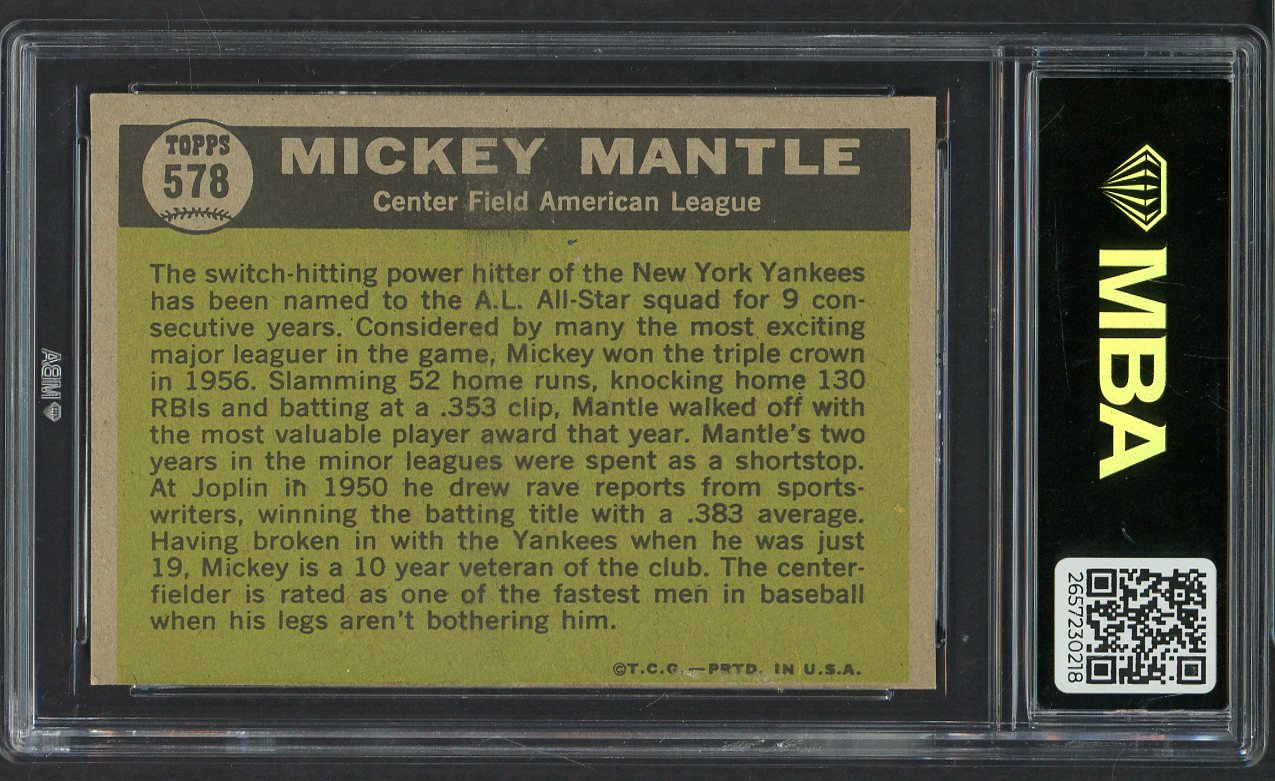 TOPPS
578
MICKEY MANTLE
Center Field American League
The switch-hitting power hitter of the New York Yankees
has been named to the A.L. All-Star squad for 9 con-
secutive years. Considered by many the most exciting
major leaguer in the game, Mickey won the triple crown
in 1956. Slamming 52 home runs, knocking home 130
RBIs and batting at a .353 clip, Mantle walked off with
the most valuable player award that year. Mantle's two
years in the minor leagues were spent as a shortstop.
At Joplin in 1950 he drew rave reports from sports-
writers, winning the batting title with a .383 average.
Having broken in with the Yankees when he was just
19, Mickey is a 10 year veteran of the club. The center-
fielder is rated as one of the fastest men in baseball
when his legs aren't bothering him.
©T.C.G.—PRTD. IN U.S.A.
MBA
MBA
2657230218